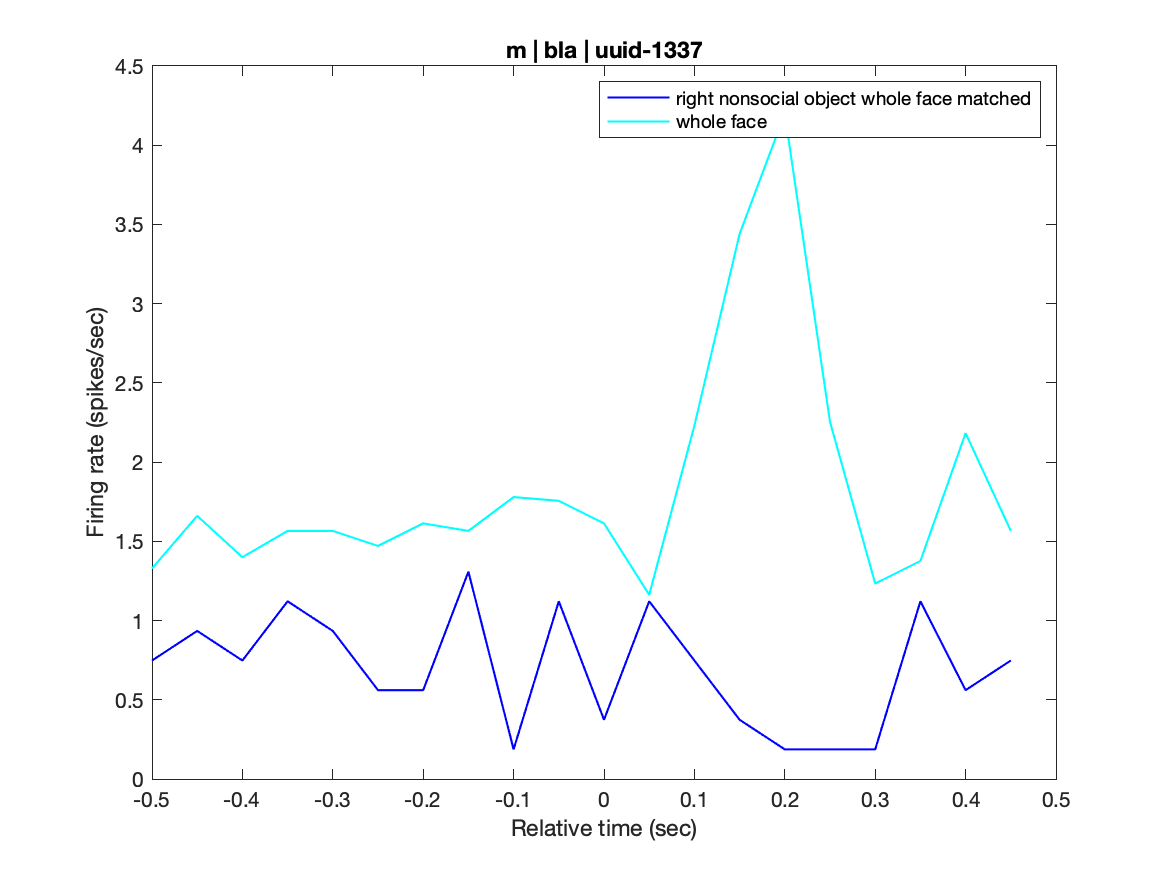 m | bla | uuid-1337
right nonsocial object whole face matched
whole face
4.5
4
3.5
3
2.5
2
1.5
1
0.5
0
Firing rate (spikes/sec)
-0.5 -0.4 -0.3 -0.2 -0.1 0 0.1 0.2 0.3 0.4 0.5
Relative time (sec)